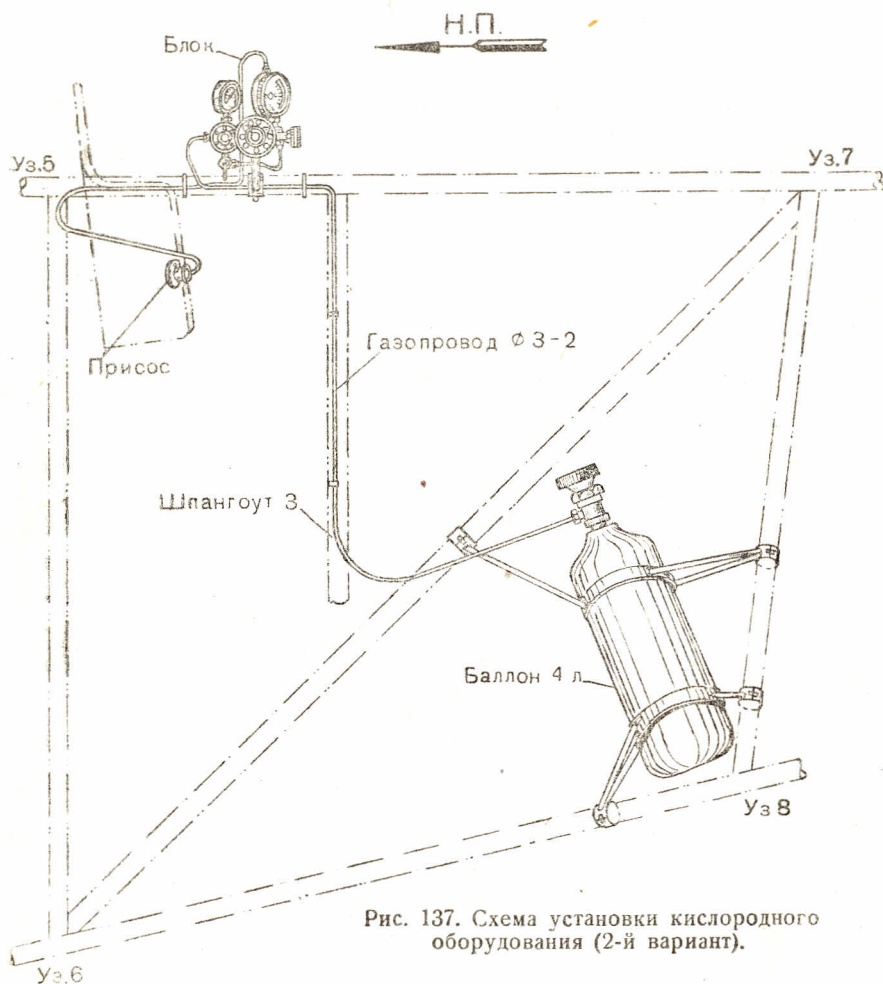 Н.П.
Блок
Уз.5
Уз.7
Газопровод Ø 3-2
Присос
Шпангоут 3
Баллон 4 л
Уз 8
Рис. 137. Схема установки кислородного
оборудования (2-й вариант).
Уз.6